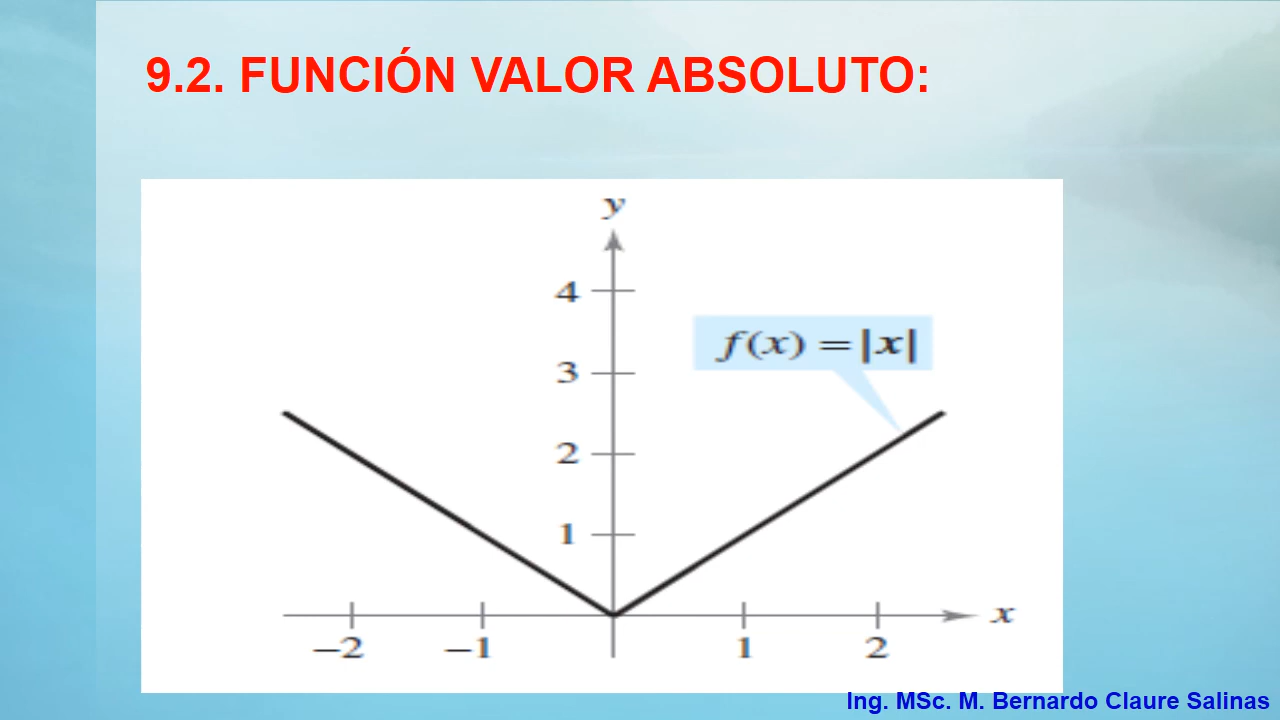 9.2. FUNCIÓN VALOR ABSOLUTO:
y
4
f(x) = |x|
3
2
1
x
–2 –1 1 2
Ing. MSc. M. Bernardo Claure Salinas